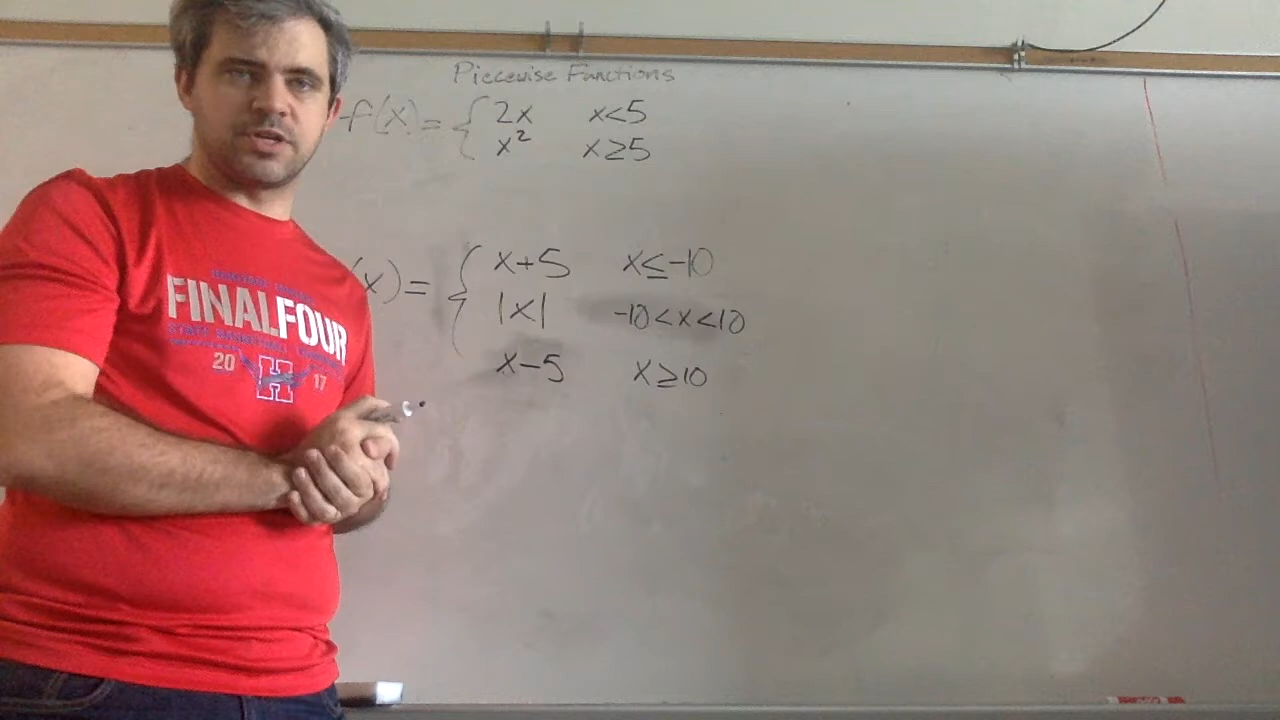 Piecewise Functions
f(x) = { 2x x<5
x² x≥5
(x) = { x+5 x≤-10
|x| -10<x<10
x-5 x≥10
FINAL FOUR
STATE BASKETBALL
20 H 17